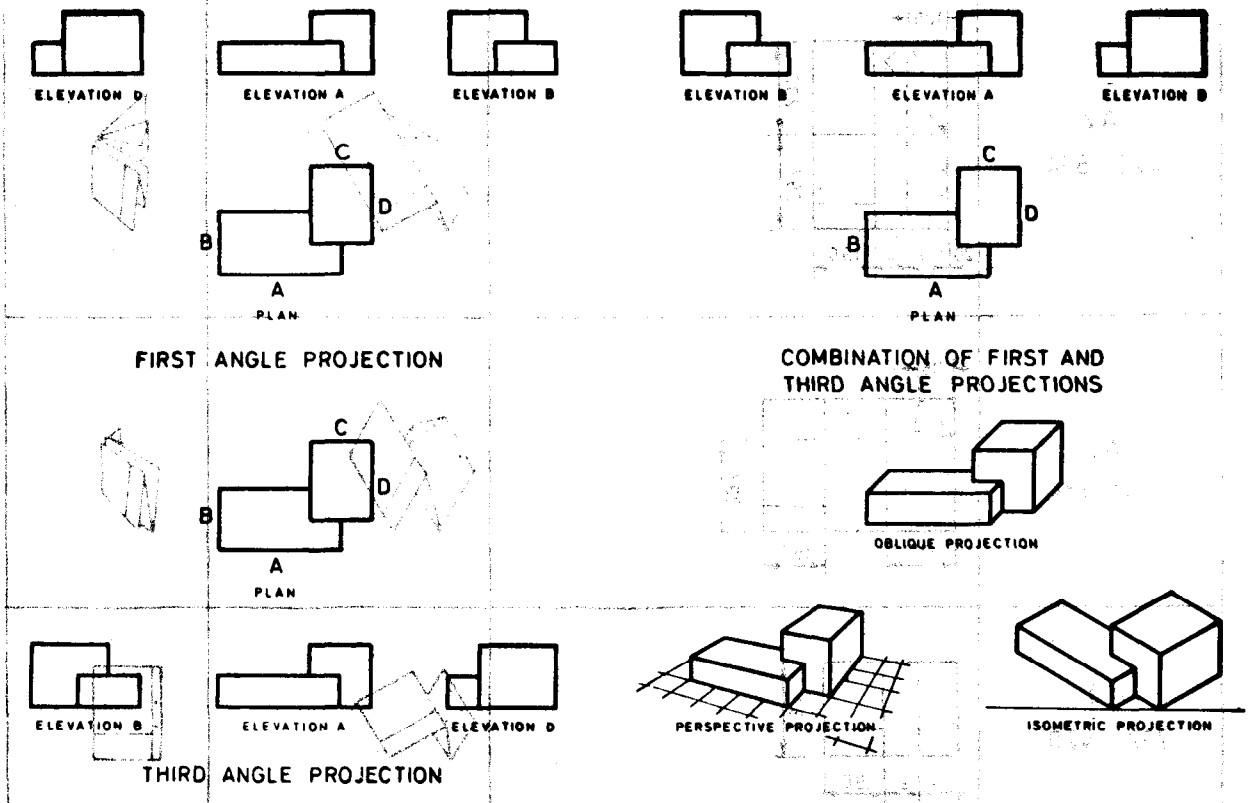 ELEVATION D
ELEVATION A
ELEVATION B
ELEVATION B
ELEVATION A
ELEVATION B
C
D
B
A
PLAN
C
D
B
A
PLAN
FIRST ANGLE PROJECTION
COMBINATION OF FIRST AND
THIRD ANGLE PROJECTIONS
C
D
B
A
PLAN
OBLIQUE PROJECTION
ELEVATION B
ELEVATION A
ELEVATION D
PERSPECTIVE PROJECTION
ISOMETRIC PROJECTION
THIRD ANGLE PROJECTION